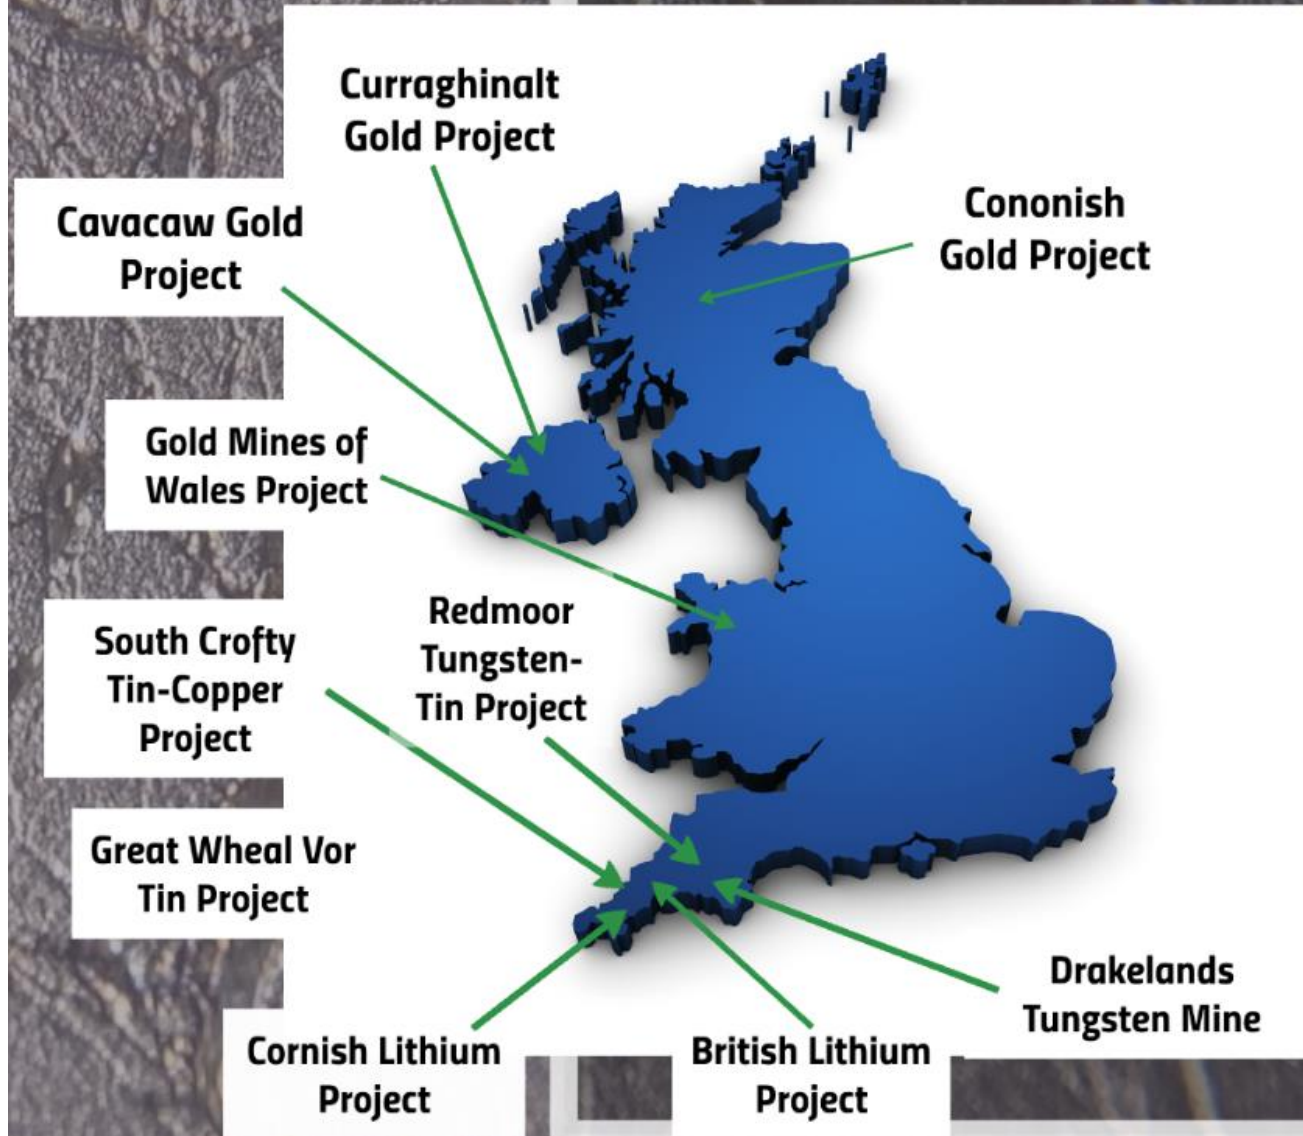 Curraghinalt
Gold Project
Cononish
Gold Project
Cavacaw Gold
Project
Gold Mines of
Wales Project
Redmoor
Tungsten-
Tin Project
South Crofty
Tin-Copper
Project
Great Wheal Vor
Tin Project
Drakelands
Tungsten Mine
Cornish Lithium
Project
British Lithium
Project